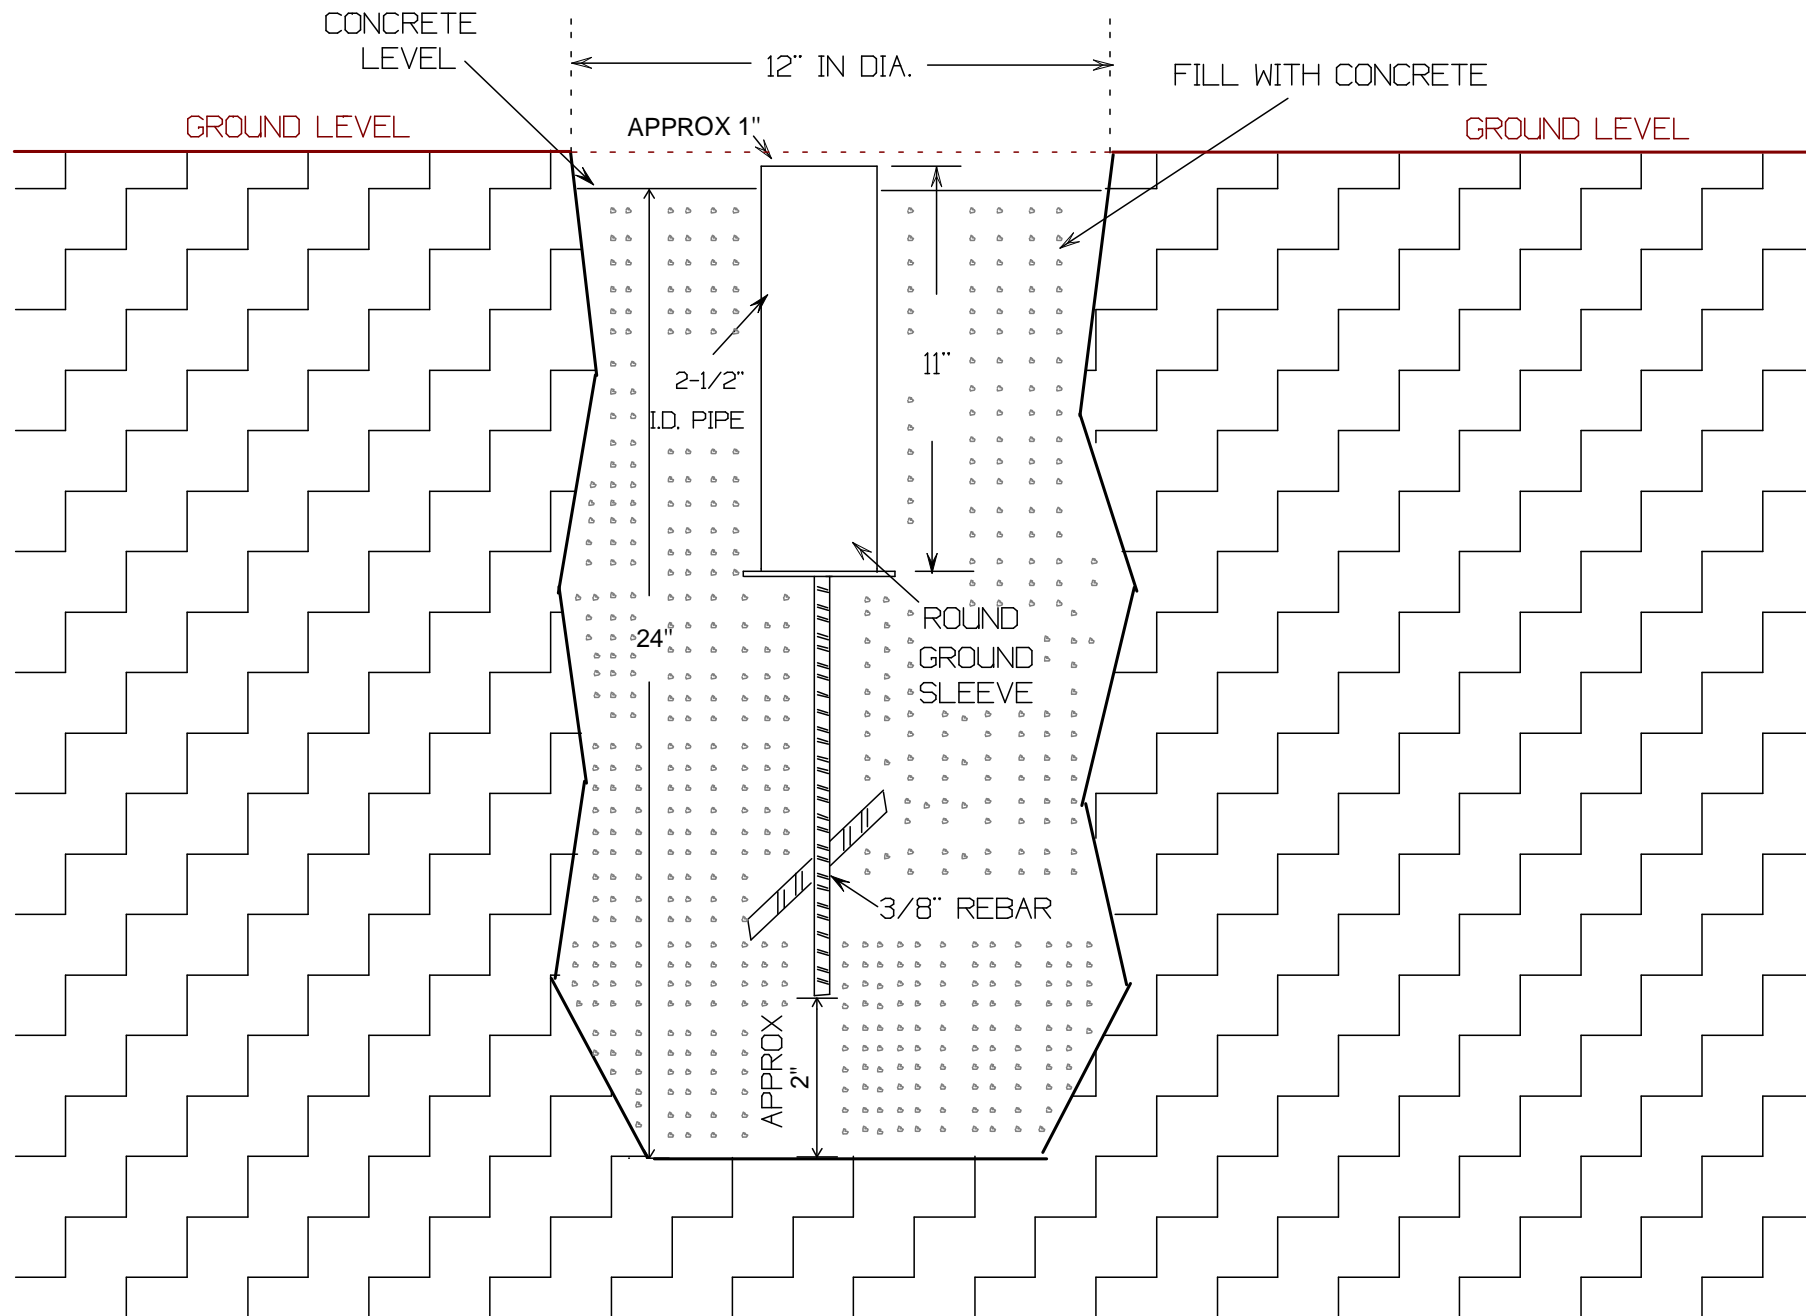 CONCRETE
LEVEL
12" IN DIA.
FILL WITH CONCRETE
GROUND LEVEL
APPROX 1"
GROUND LEVEL
11"
2-1/2"
I.D. PIPE
ROUND
GROUND
SLEEVE
24"
3/8" REBAR
APPROX
2"